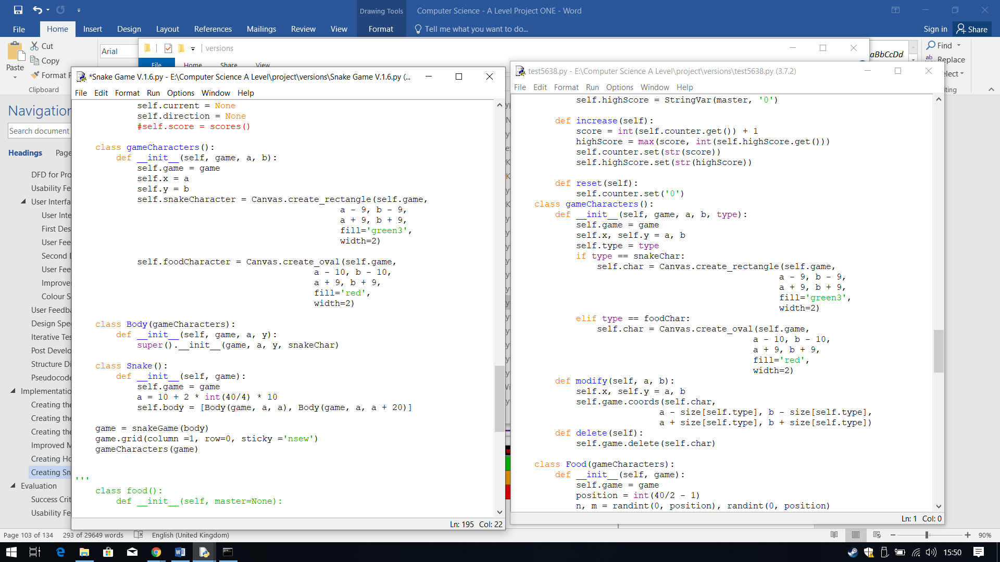 Drawing Tools
Computer Science - A Level Project ONE - Word
File Home Insert Design Layout References Mailings Review View Format Tell me what you want to do... Sign in Share
Paste
Cut
Copy
Format
Clipboard
Arial
versions
File Home Share View
aBbCcDd
Find
Replace
Navigation
Search document
Headings
DFD for Pro
Usability Fe
User Interfa
User Inte
First Des
User Fee
Second
User Fee
Improve
Colour S
User Feedba
Design Spe
Iterative Tes
Post Develo
Structure Di
Pseudocode
Implementatio
Creating the
Creating the
Creating the
Improved M
Creating Ho
Creating Sn
Evaluation
Success Crit
Usability Fe
*Snake Game V.1.6.py - E:\Computer Science A Level\project\versions\Snake Game V.1.6.py (...
File Edit Format Run Options Window Help
self.current = None
self.direction = None
#self.score = scores()
class gameCharacters():
def __init__(self, game, a, b):
self.game = game
self.x = a
self.y = b
self.snakeCharacter = Canvas.create_rectangle(self.game,
a - 9, b - 9,
a + 9, b + 9,
fill='green3',
width=2)
self.foodCharacter = Canvas.create_oval(self.game,
a - 10, b - 10,
a + 9, b + 9,
fill='red',
width=2)
class Body(gameCharacters):
def __init__(self, game, a, y):
super().__init__(game, a, y, snakeChar)
class Snake():
def __init__(self, game):
self.game = game
a = 10 + 2 * int(40/4) * 10
self.body = [Body(game, a, a), Body(game, a, a + 20)]
game = snakeGame(body)
game.grid(column =1, row=0, sticky ='nsew')
gameCharacters(game)
'''
class food():
def __init__(self, master=None):
Ln: 195 Col: 22
test5638.py - E:\Computer Science A Level\project\versions\test5638.py (3.7.2)
File Edit Format Run Options Window Help
self.highScore = StringVar(master, '0')
def increase(self):
score = int(self.counter.get()) + 1
highScore = max(score, int(self.highScore.get()))
self.counter.set(str(score))
self.highScore.set(str(highScore))
def reset(self):
self.counter.set('0')
class gameCharacters():
def __init__(self, game, a, b, type):
self.game = game
self.x, self.y = a, b
self.type = type
if type == snakeChar:
self.char = Canvas.create_rectangle(self.game,
a - 9, b - 9,
a + 9, b + 9,
fill='green3',
width=2)
elif type == foodChar:
self.char = Canvas.create_oval(self.game,
a - 10, b - 10,
a + 9, b + 9,
fill='red',
width=2)
def modify(self, a, b):
self.x, self.y = a, b
self.game.coords(self.char,
a - size[self.type], b - size[self.type],
a + size[self.type], b + size[self.type])
def delete(self):
self.game.delete(self.char)
class Food(gameCharacters):
def __init__(self, game):
self.game = game
position = int(40/2 - 1)
n, m = randint(0, position), randint(0, position)
Ln: 1 Col: 0
Page 103 of 134 293 of 29649 words English (United Kingdom) 90%
15:50